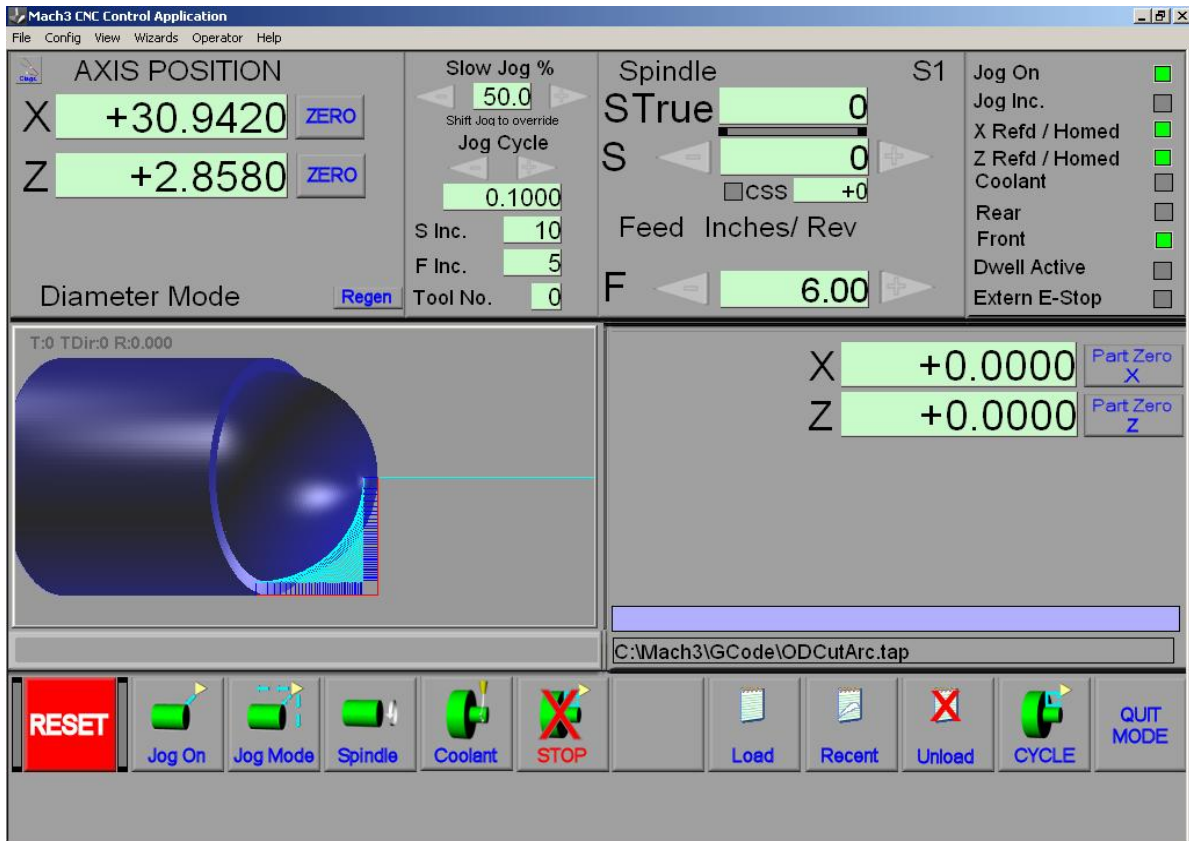 Mach3 CNC Control Application
File Config View Wizards Operator Help
AXIS POSITION
X +30.9420 ZERO
Z +2.8580 ZERO
Diameter Mode Regen
Slow Jog %
50.0
Shift Jog to override
Jog Cycle
0.1000
S Inc. 10
F Inc. 5
Tool No. 0
Spindle S1
STrue 0
S 0
CSS +0
Feed Inches/ Rev
F 6.00
Jog On
Jog Inc.
X Refd / Homed
Z Refd / Homed
Coolant
Rear
Front
Dwell Active
Extern E-Stop
T:0 TDir:0 R:0.000
X +0.0000 Part Zero
X
Z +0.0000 Part Zero
Z
C:\Mach3\GCode\ODCutArc.tap
RESET
Jog On
Jog Mode
Spindle
Coolant
STOP
Load
Recent
Unload
CYCLE
QUIT
MODE